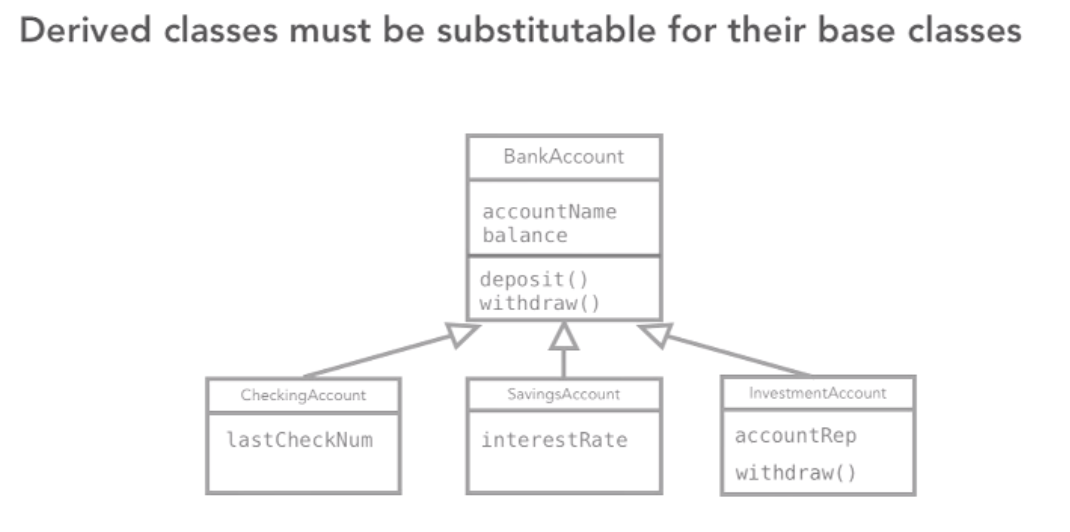 Derived classes must be substitutable for their base classes
BankAccount
accountName
balance
deposit()
withdraw()
CheckingAccount
lastCheckNum
SavingsAccount
interestRate
InvestmentAccount
accountRep
withdraw()